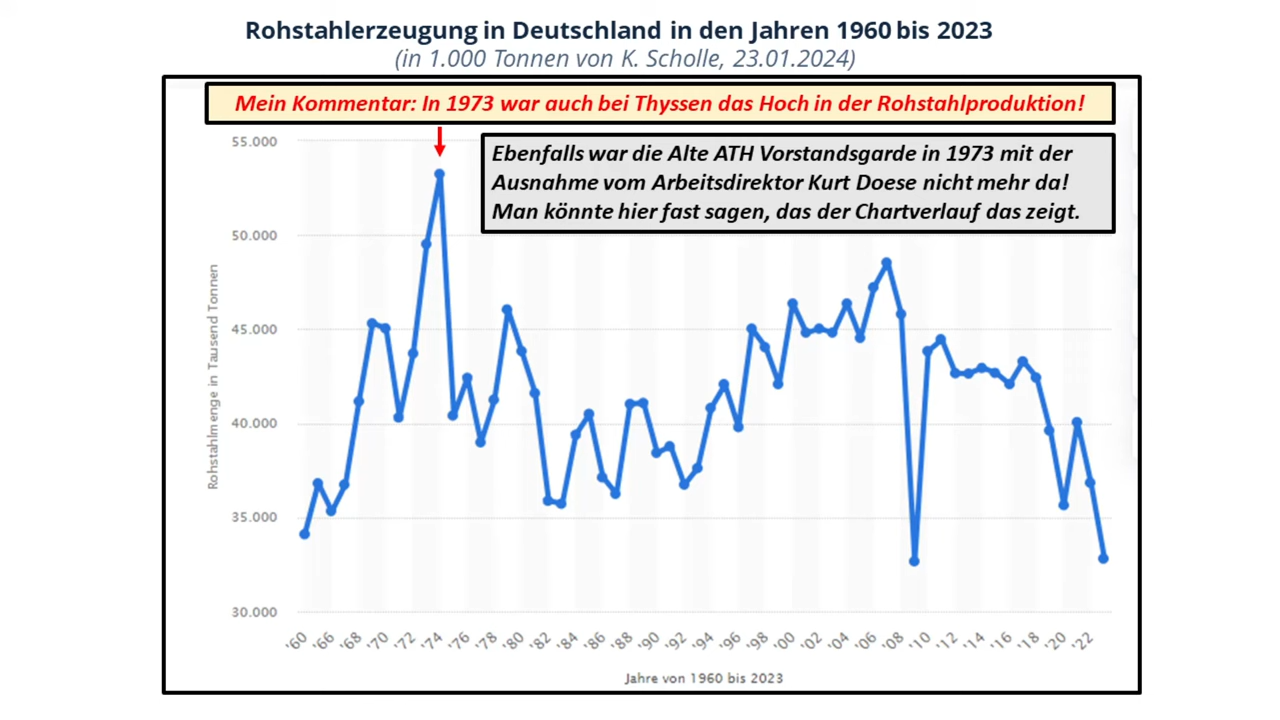 Rohstahlerzeugung in Deutschland in den Jahren 1960 bis 2023
(in 1.000 Tonnen von K. Scholle, 23.01.2024)
Mein Kommentar: In 1973 war auch bei Thyssen das Hoch in der Rohstahlproduktion!
Ebenfalls war die Alte ATH Vorstandsgarde in 1973 mit der
Ausnahme vom Arbeitsdirektor Kurt Doese nicht mehr da!
Man könnte hier fast sagen, das der Chartverlauf das zeigt.
Rohstahlmenge in Tausend Tonnen
55.000
50.000
45.000
40.000
35.000
30.000
'60 '66 '68 '70 '72 '74 '76 '78 '80 '82 '84 '86 '88 '90 '92 '94 '96 '98 '00 '02 '04 '06 '08 '10 '12 '14 '16 '18 '20 '22
Jahre von 1960 bis 2023